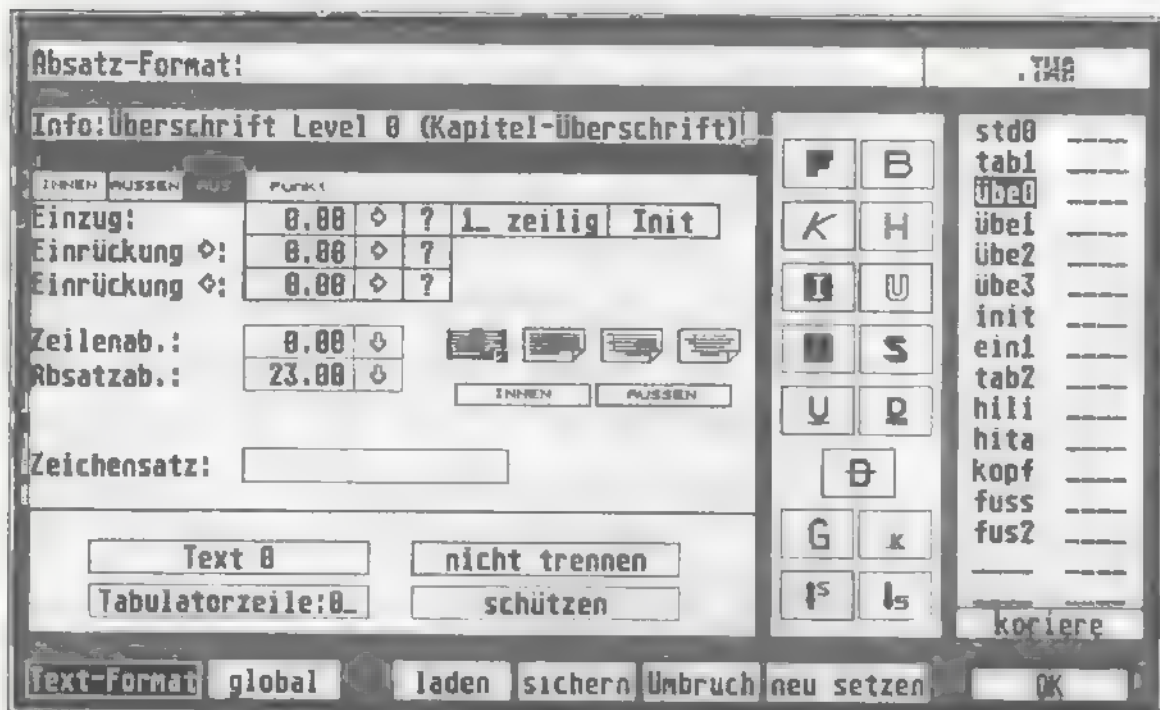 Absatz-Format:
Info:Überschrift Level 0 (Kapitel-Überschrift)
INNEN AUSSEN AUS Punkt
Einzug: 0.00 ? 1_ zeilig Init
Einrückung ⇨: 0.00 ?
Einrückung ⇦: 0.00 ?
Zeilenab.: 0.00
Absatzab.: 23.00
INNEN AUSSEN
Zeichensatz:
Text 0 nicht trennen
Tabulatorzeile:0_ schützen
F B
K H
I U
S
U
D
G K
S S
std0
tab1
übe0
übe1
übe2
übe3
init
ein1
tab2
hili
hita
kopf
fuss
fus2
kopiere
Text-Format global laden sichern Umbruch neu setzen OK